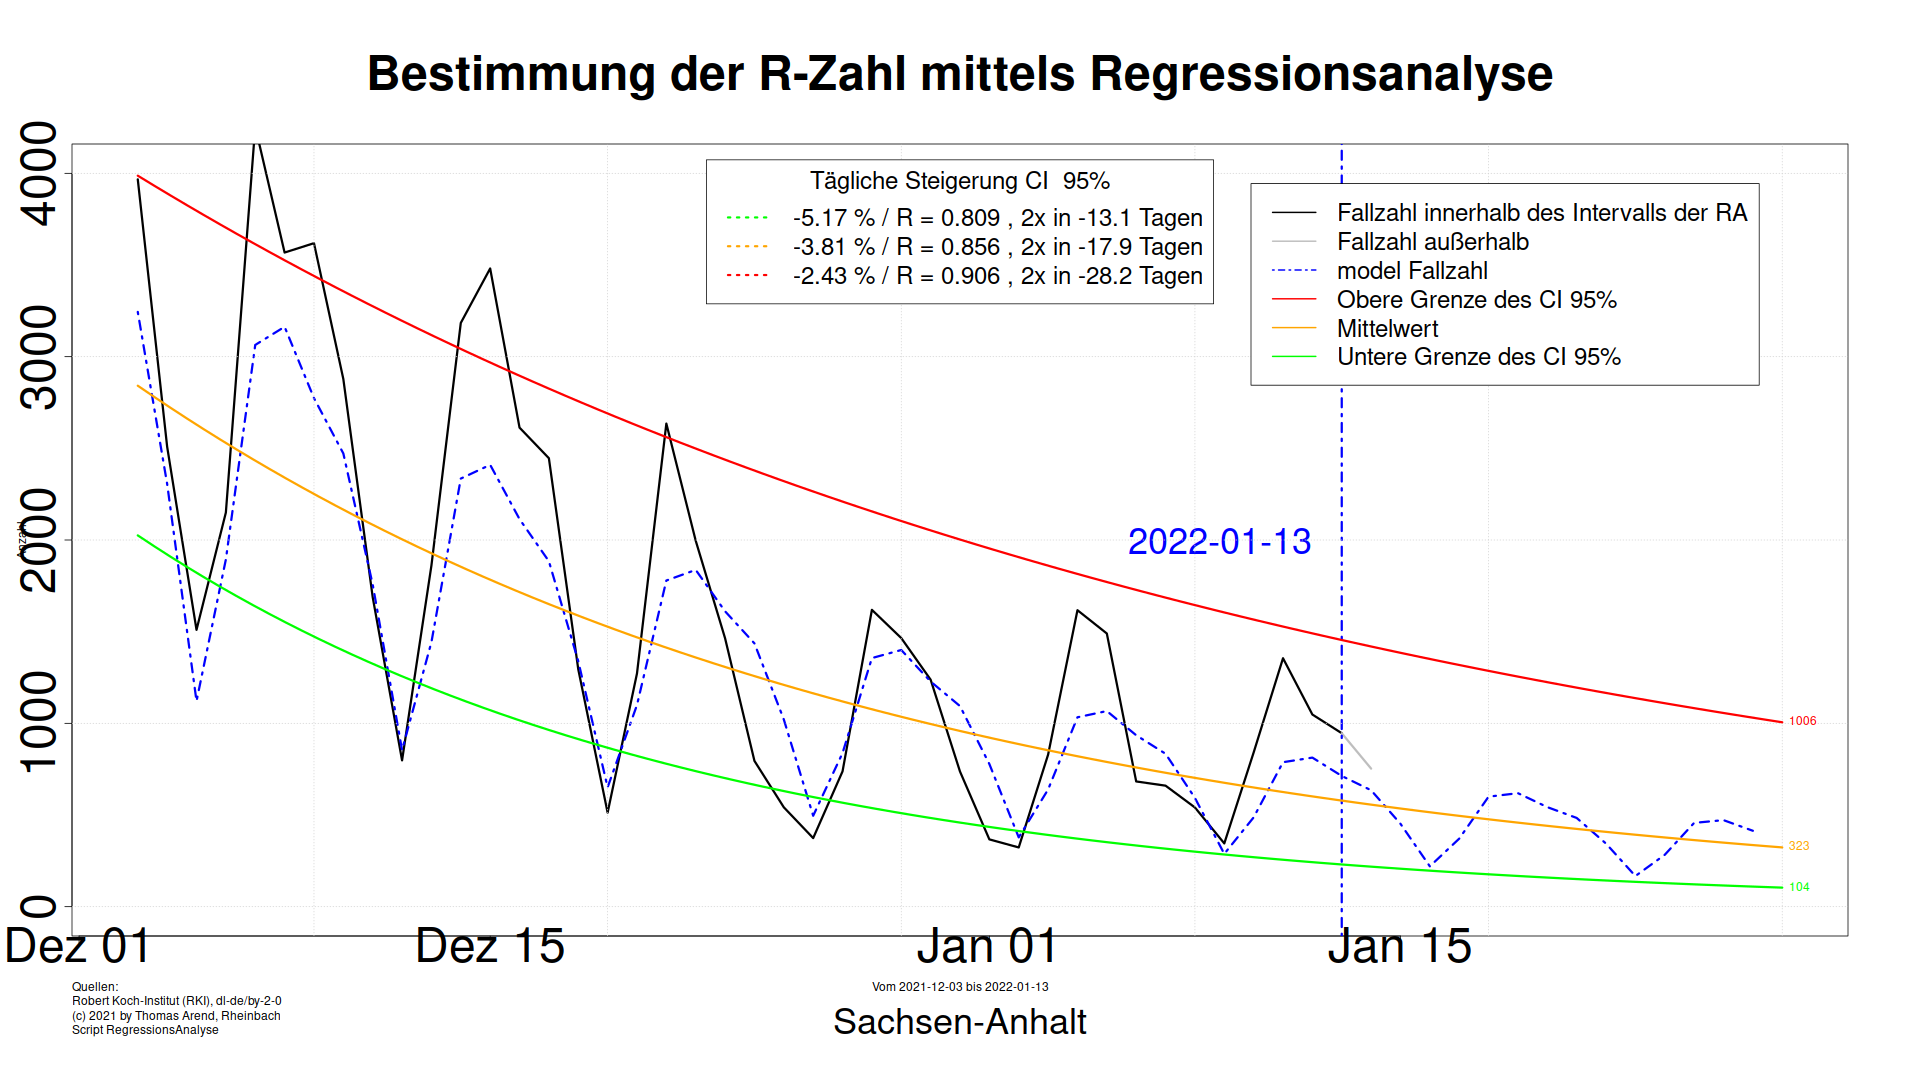 Bestimmung der R-Zahl mittels Regressionsanalyse
Anzahl
4000
3000
2000
1000
0
Tägliche Steigerung CI 95%
-5.17 % / R = 0.809 , 2x in -13.1 Tagen
-3.81 % / R = 0.856 , 2x in -17.9 Tagen
-2.43 % / R = 0.906 , 2x in -28.2 Tagen
Fallzahl innerhalb des Intervalls der RA
Fallzahl außerhalb
model Fallzahl
Obere Grenze des CI 95%
Mittelwert
Untere Grenze des CI 95%
2022-01-13
1006
323
104
Dez 01
Dez 15
Jan 01
Jan 15
Quellen:
Robert Koch-Institut (RKI), dl-de/by-2-0
(c) 2021 by Thomas Arend, Rheinbach
Script RegressionsAnalyse
Vom 2021-12-03 bis 2022-01-13
Sachsen-Anhalt